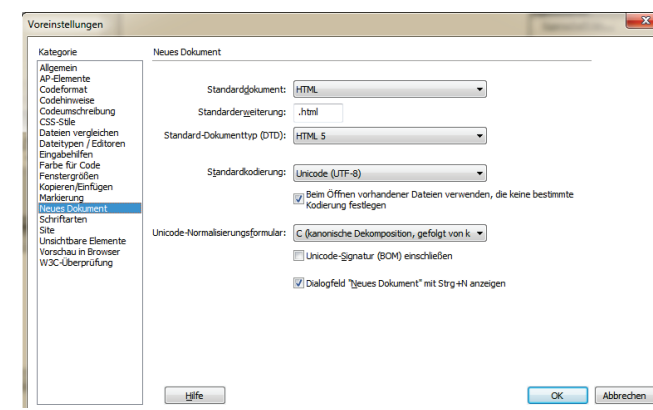 Voreinstellungen
Kategorie
Neues Dokument
Allgemein
AP-Elemente
Codeformat
Codehinweise
Codeumschreibung
CSS-Stile
Dateien vergleichen
Dateitypen / Editoren
Eingabehilfen
Farbe für Code
Fenstergrößen
Kopieren/Einfügen
Markierung
Neues Dokument
Schriftarten
Site
Unsichtbare Elemente
Vorschau in Browser
W3C-Überprüfung
Standarddokument: HTML
Standarderweiterung: .html
Standard-Dokumenttyp (DTD): HTML 5
Standardkodierung: Unicode (UTF-8)
Beim Öffnen vorhandener Dateien verwenden, die keine bestimmte
Kodierung festlegen
Unicode-Normalisierungsformular: C (kanonische Dekomposition, gefolgt von k
Unicode-Signatur (BOM) einschließen
Dialogfeld "Neues Dokument" mit Strg+N anzeigen
Hilfe
OK
Abbrechen